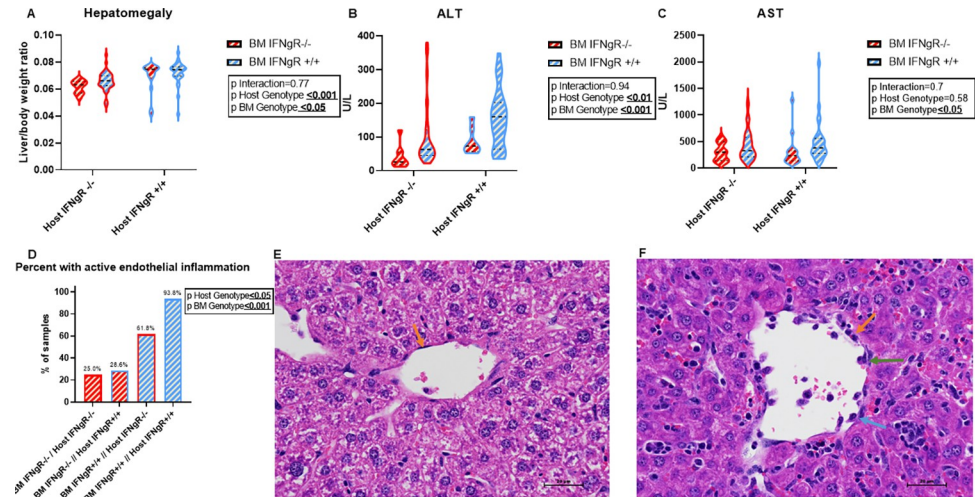 A
Hepatomegaly
Liver/body weight ratio
0.10
0.08
0.06
0.04
0.02
0.00
Host IFNgR -/-
Host IFNgR +/+
BM IFNgR-/-
BM IFNgR +/+
p Interaction=0.77
p Host Genotype <0.001
p BM Genotype <0.05
B
ALT
U/L
400
300
200
100
0
Host IFNgR -/-
Host IFNgR +/+
BM IFNgR-/-
BM IFNgR +/+
p Interaction=0.94
p Host Genotype <0.01
p BM Genotype <0.001
C
AST
U/L
2500
2000
1500
1000
500
0
Host IFNgR -/-
Host IFNgR +/+
BM IFNgR-/-
BM IFNgR +/+
p Interaction=0.7
p Host Genotype=0.58
p BM Genotype<0.05
D
Percent with active endothelial inflammation
% of samples
100
80
60
40
20
0
25.0%
28.6%
61.8%
93.8%
p Host Genotype<0.05
p BM Genotype<0.001
BM IFNgR-/- / Host IFNgR-/-
BM IFNgR-/- // Host IFNgR+/+
BM IFNgR+/+ // Host IFNgR-/-
BM IFNgR+/+ // Host IFNgR+/+
E
F